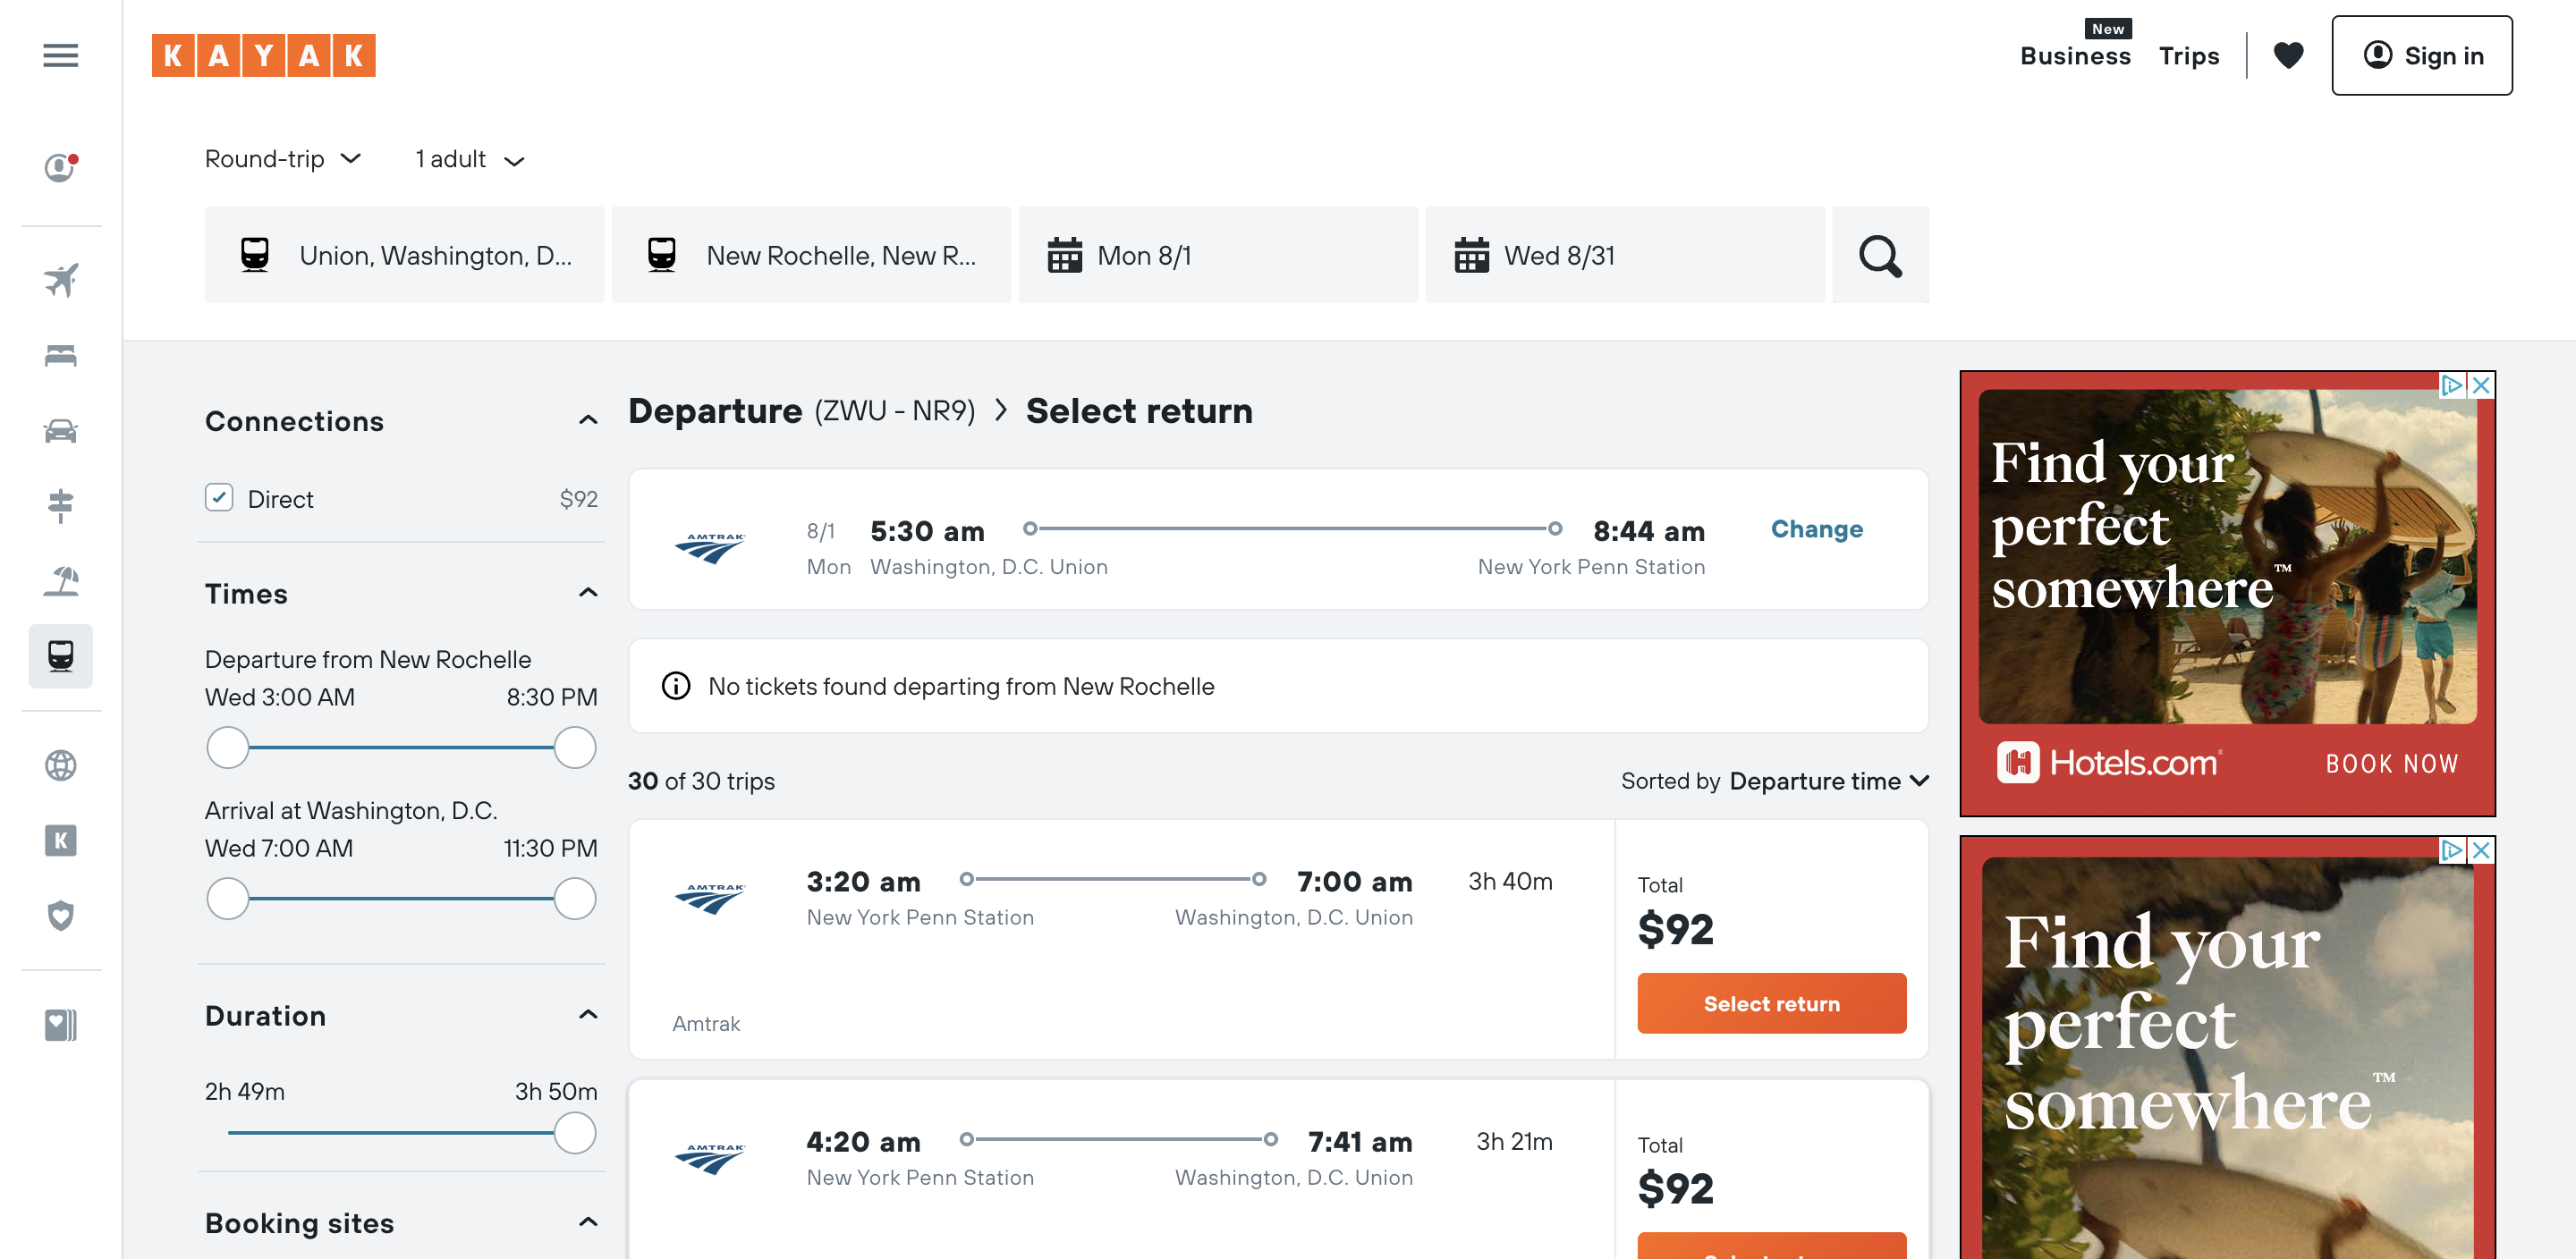 KAYAK
New
Business
Trips
Sign in
Round-trip
1 adult
Union, Washington, D...
New Rochelle, New R...
Mon 8/1
Wed 8/31
Connections
Direct
$92
Times
Departure from New Rochelle
Wed 3:00 AM
8:30 PM
Arrival at Washington, D.C.
Wed 7:00 AM
11:30 PM
Duration
2h 49m
3h 50m
Booking sites
K
Departure (ZWU - NR9) > Select return
AMTRAK
8/1
Mon
5:30 am
Washington, D.C. Union
8:44 am
New York Penn Station
Change
No tickets found departing from New Rochelle
30 of 30 trips
Sorted by Departure time
AMTRAK
3:20 am
New York Penn Station
7:00 am
Washington, D.C. Union
3h 40m
Amtrak
Total
$92
Select return
AMTRAK
4:20 am
New York Penn Station
7:41 am
Washington, D.C. Union
3h 21m
Total
$92
Find your
perfect
somewhere™
Hotels.com
BOOK NOW
Find your
perfect
somewhere™